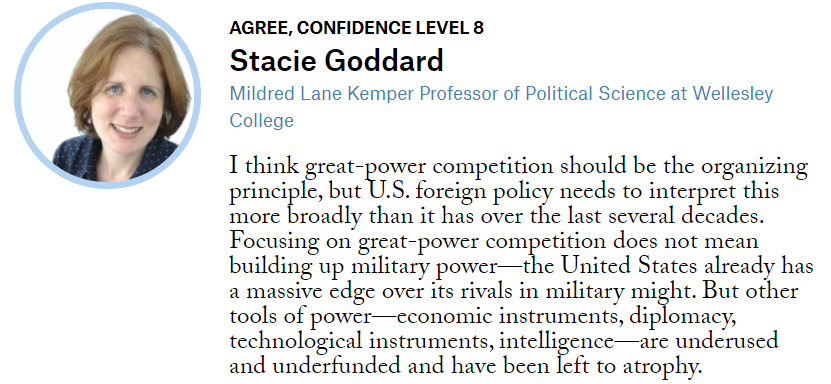 AGREE, CONFIDENCE LEVEL 8
Stacie Goddard
Mildred Lane Kemper Professor of Political Science at Wellesley
College
I think great-power competition should be the organizing
principle, but U.S. foreign policy needs to interpret this
more broadly than it has over the last several decades.
Focusing on great-power competition does not mean
building up military power—the United States already has
a massive edge over its rivals in military might. But other
tools of power—economic instruments, diplomacy,
technological instruments, intelligence—are underused
and underfunded and have been left to atrophy.